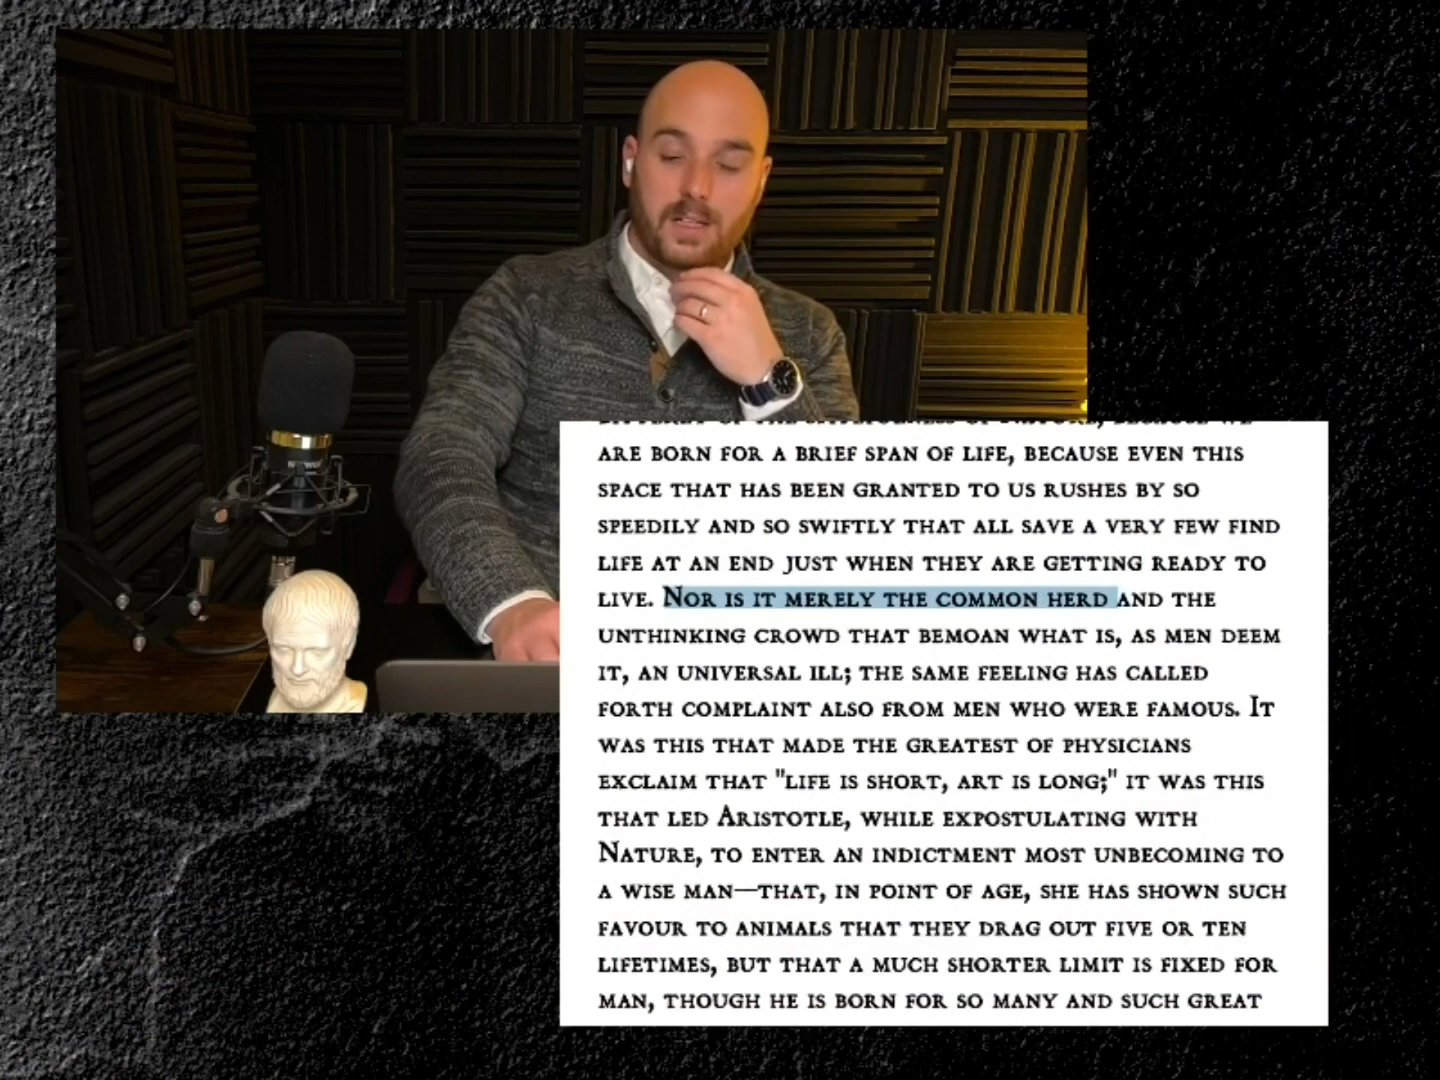 ARE BORN FOR A BRIEF SPAN OF LIFE, BECAUSE EVEN THIS
SPACE THAT HAS BEEN GRANTED TO US RUSHES BY SO
SPEEDILY AND SO SWIFTLY THAT ALL SAVE A VERY FEW FIND
LIFE AT AN END JUST WHEN THEY ARE GETTING READY TO
LIVE. NOR IS IT MERELY THE COMMON HERD AND THE
UNTHINKING CROWD THAT BEMOAN WHAT IS, AS MEN DEEM
IT, AN UNIVERSAL ILL; THE SAME FEELING HAS CALLED
FORTH COMPLAINT ALSO FROM MEN WHO WERE FAMOUS. IT
WAS THIS THAT MADE THE GREATEST OF PHYSICIANS
EXCLAIM THAT "LIFE IS SHORT, ART IS LONG;" IT WAS THIS
THAT LED ARISTOTLE, WHILE EXPOSTULATING WITH
NATURE, TO ENTER AN INDICTMENT MOST UNBECOMING TO
A WISE MAN—THAT, IN POINT OF AGE, SHE HAS SHOWN SUCH
FAVOUR TO ANIMALS THAT THEY DRAG OUT FIVE OR TEN
LIFETIMES, BUT THAT A MUCH SHORTER LIMIT IS FIXED FOR
MAN, THOUGH HE IS BORN FOR SO MANY AND SUCH GREAT